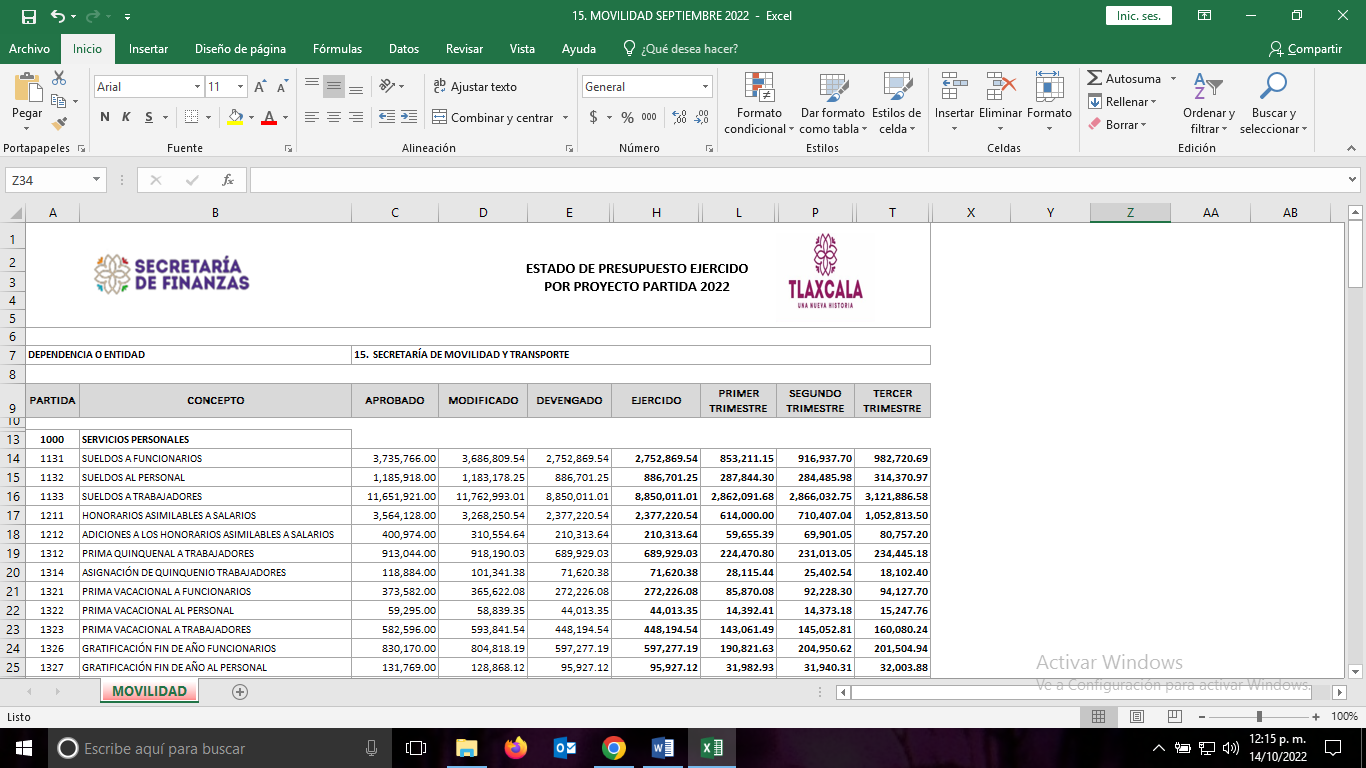 15. MOVILIDAD SEPTIEMBRE 2022 - Excel
Inic. ses.
Archivo Inicio Insertar Diseño de página Fórmulas Datos Revisar Vista Ayuda ¿Qué desea hacer? Compartir
Pegar
Portapapeles
Arial 11
N K S
Fuente
Ajustar texto
Combinar y centrar
Alineación
General
$ % 000
Número
Formato condicional
Dar formato como tabla
Estilos de celda
Estilos
Insertar Eliminar Formato
Celdas
Autosuma
Rellenar
Borrar
Ordenar y filtrar
Buscar y seleccionar
Edición
Z34 fx
A B C D E H L P T X Y Z AA AB
1
2
3
4
5
6
7
8
9
10
SECRETARÍA
DE FINANZAS
ESTADO DE PRESUPUESTO EJERCIDO
POR PROYECTO PARTIDA 2022
TLAXCALA
UNA NUEVA HISTORIA
DEPENDENCIA O ENTIDAD 15. SECRETARÍA DE MOVILIDAD Y TRANSPORTE
PARTIDA CONCEPTO APROBADO MODIFICADO DEVENGADO EJERCIDO PRIMER TRIMESTRE SEGUNDO TRIMESTRE TERCER TRIMESTRE
13 1000 SERVICIOS PERSONALES
14 1131 SUELDOS A FUNCIONARIOS 3,735,766.00 3,686,809.54 2,752,869.54 2,752,869.54 853,211.15 916,937.70 982,720.69
15 1132 SUELDOS AL PERSONAL 1,185,918.00 1,183,178.25 886,701.25 886,701.25 287,844.30 284,485.98 314,370.97
16 1133 SUELDOS A TRABAJADORES 11,651,921.00 11,762,993.01 8,850,011.01 8,850,011.01 2,862,091.68 2,866,032.75 3,121,886.58
17 1211 HONORARIOS ASIMILABLES A SALARIOS 3,564,128.00 3,268,250.54 2,377,220.54 2,377,220.54 614,000.00 710,407.04 1,052,813.50
18 1212 ADICIONES A LOS HONORARIOS ASIMILABLES A SALARIOS 400,974.00 310,554.64 210,313.64 210,313.64 59,655.39 69,901.05 80,757.20
19 1312 PRIMA QUINQUENAL A TRABAJADORES 913,044.00 918,190.03 689,929.03 689,929.03 224,470.80 231,013.05 234,445.18
20 1314 ASIGNACIÓN DE QUINQUENIO TRABAJADORES 118,884.00 101,341.38 71,620.38 71,620.38 28,115.44 25,402.54 18,102.40
21 1321 PRIMA VACACIONAL A FUNCIONARIOS 373,582.00 365,622.08 272,226.08 272,226.08 85,870.08 92,228.30 94,127.70
22 1322 PRIMA VACACIONAL AL PERSONAL 59,295.00 58,839.35 44,013.35 44,013.35 14,392.41 14,373.18 15,247.76
23 1323 PRIMA VACACIONAL A TRABAJADORES 582,596.00 593,841.54 448,194.54 448,194.54 143,061.49 145,052.81 160,080.24
24 1326 GRATIFICACIÓN FIN DE AÑO FUNCIONARIOS 830,170.00 804,818.19 597,277.19 597,277.19 190,821.63 204,950.62 201,504.94
25 1327 GRATIFICACIÓN FIN DE AÑO AL PERSONAL 131,769.00 128,868.12 95,927.12 95,927.12 31,982.93 31,940.31 32,003.88
Activar Windows
Ve a Configuración para activar Windows.
MOVILIDAD
Listo
100%
Escribe aquí para buscar
12:15 p. m.
14/10/2022